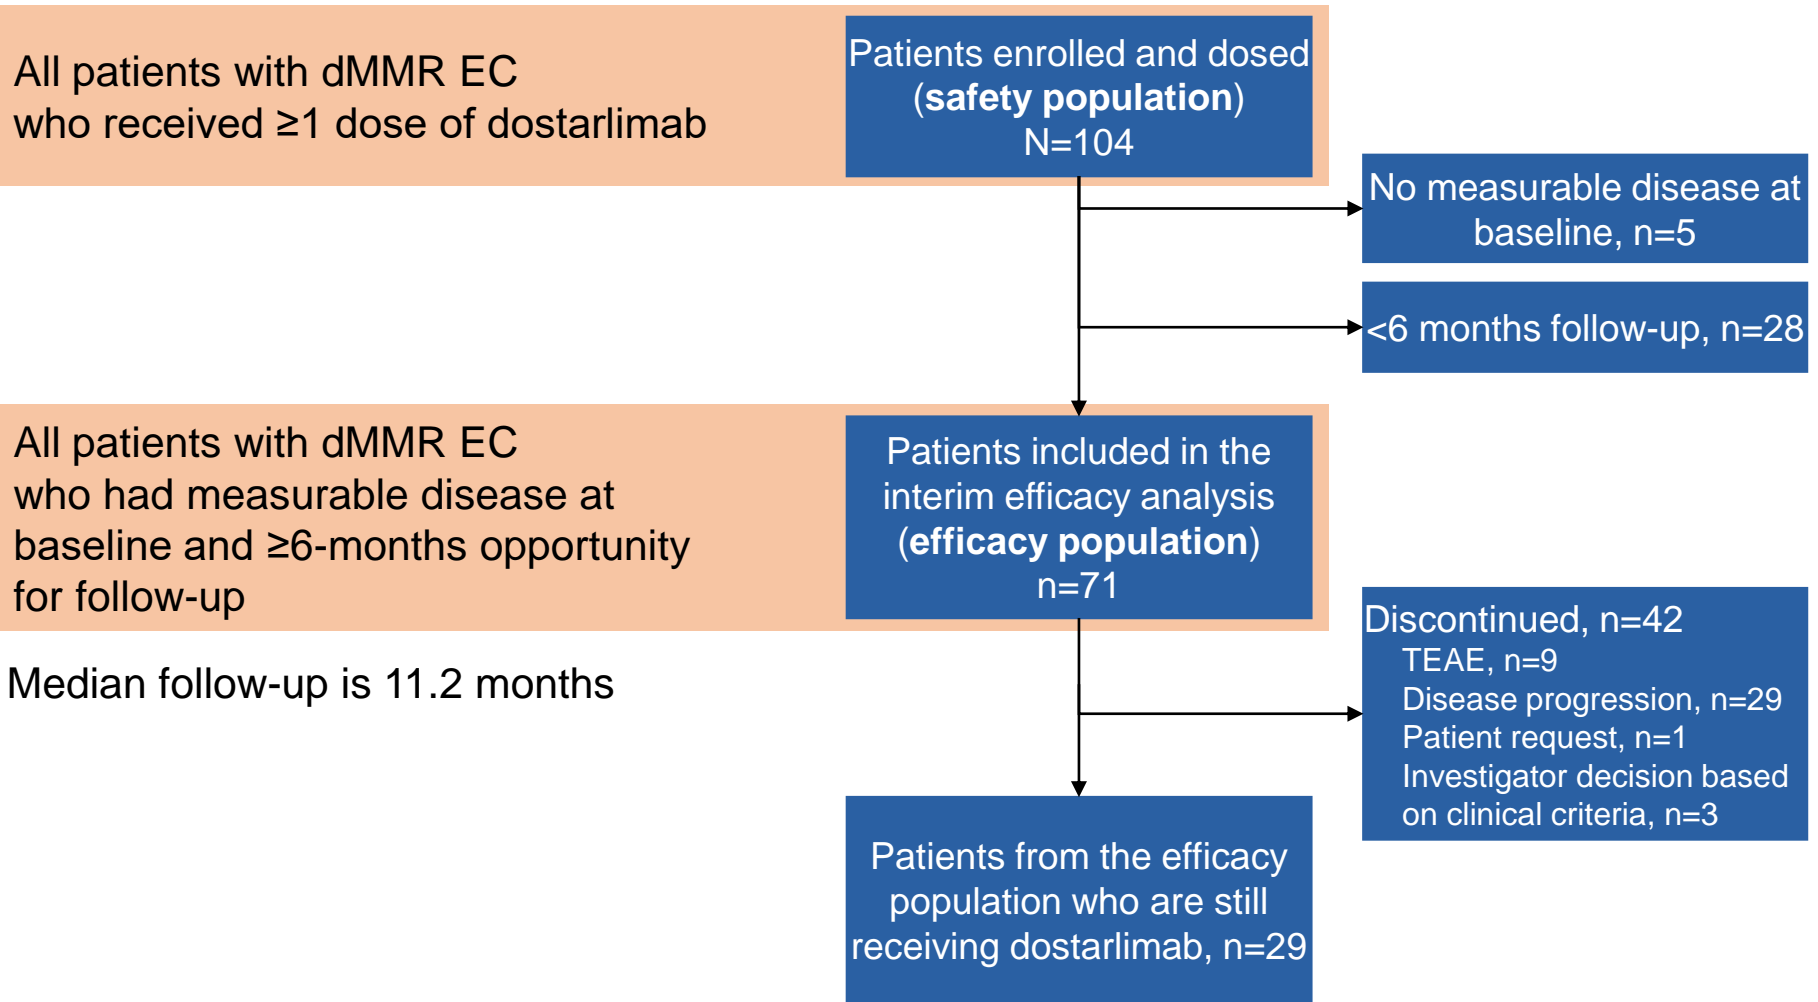 All patients with dMMR EC
who received ≥1 dose of dostarlimab
Patients enrolled and dosed
(safety population)
N=104
No measurable disease at
baseline, n=5
<6 months follow-up, n=28
All patients with dMMR EC
who had measurable disease at
baseline and ≥6-months opportunity
for follow-up
Patients included in the
interim efficacy analysis
(efficacy population)
n=71
Median follow-up is 11.2 months
Discontinued, n=42
TEAE, n=9
Disease progression, n=29
Patient request, n=1
Investigator decision based
on clinical criteria, n=3
Patients from the efficacy
population who are still
receiving dostarlimab, n=29